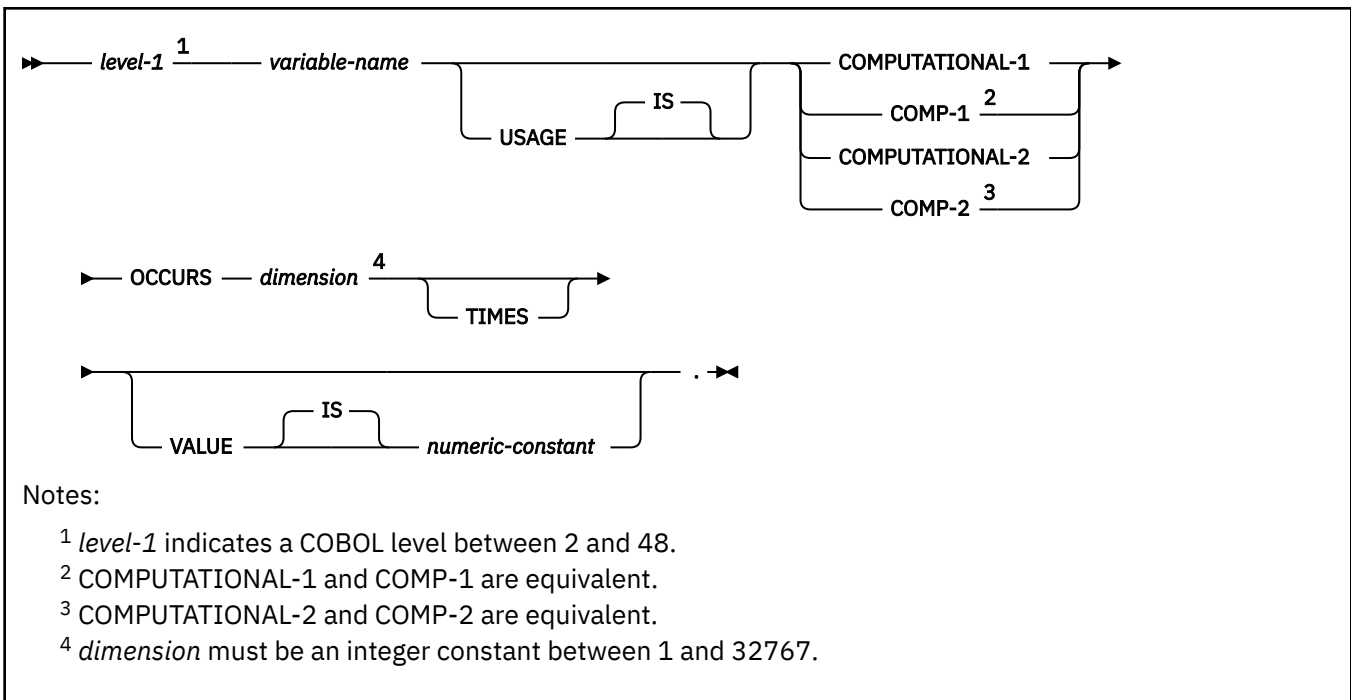 level-1 1 variable-name COMPUTATIONAL-1
IS COMP-1 2
USAGE COMPUTATIONAL-2
COMP-2 3
OCCURS dimension 4
TIMES
.
IS
VALUE numeric-constant
Notes:
1 level-1 indicates a COBOL level between 2 and 48.
2 COMPUTATIONAL-1 and COMP-1 are equivalent.
3 COMPUTATIONAL-2 and COMP-2 are equivalent.
4 dimension must be an integer constant between 1 and 32767.